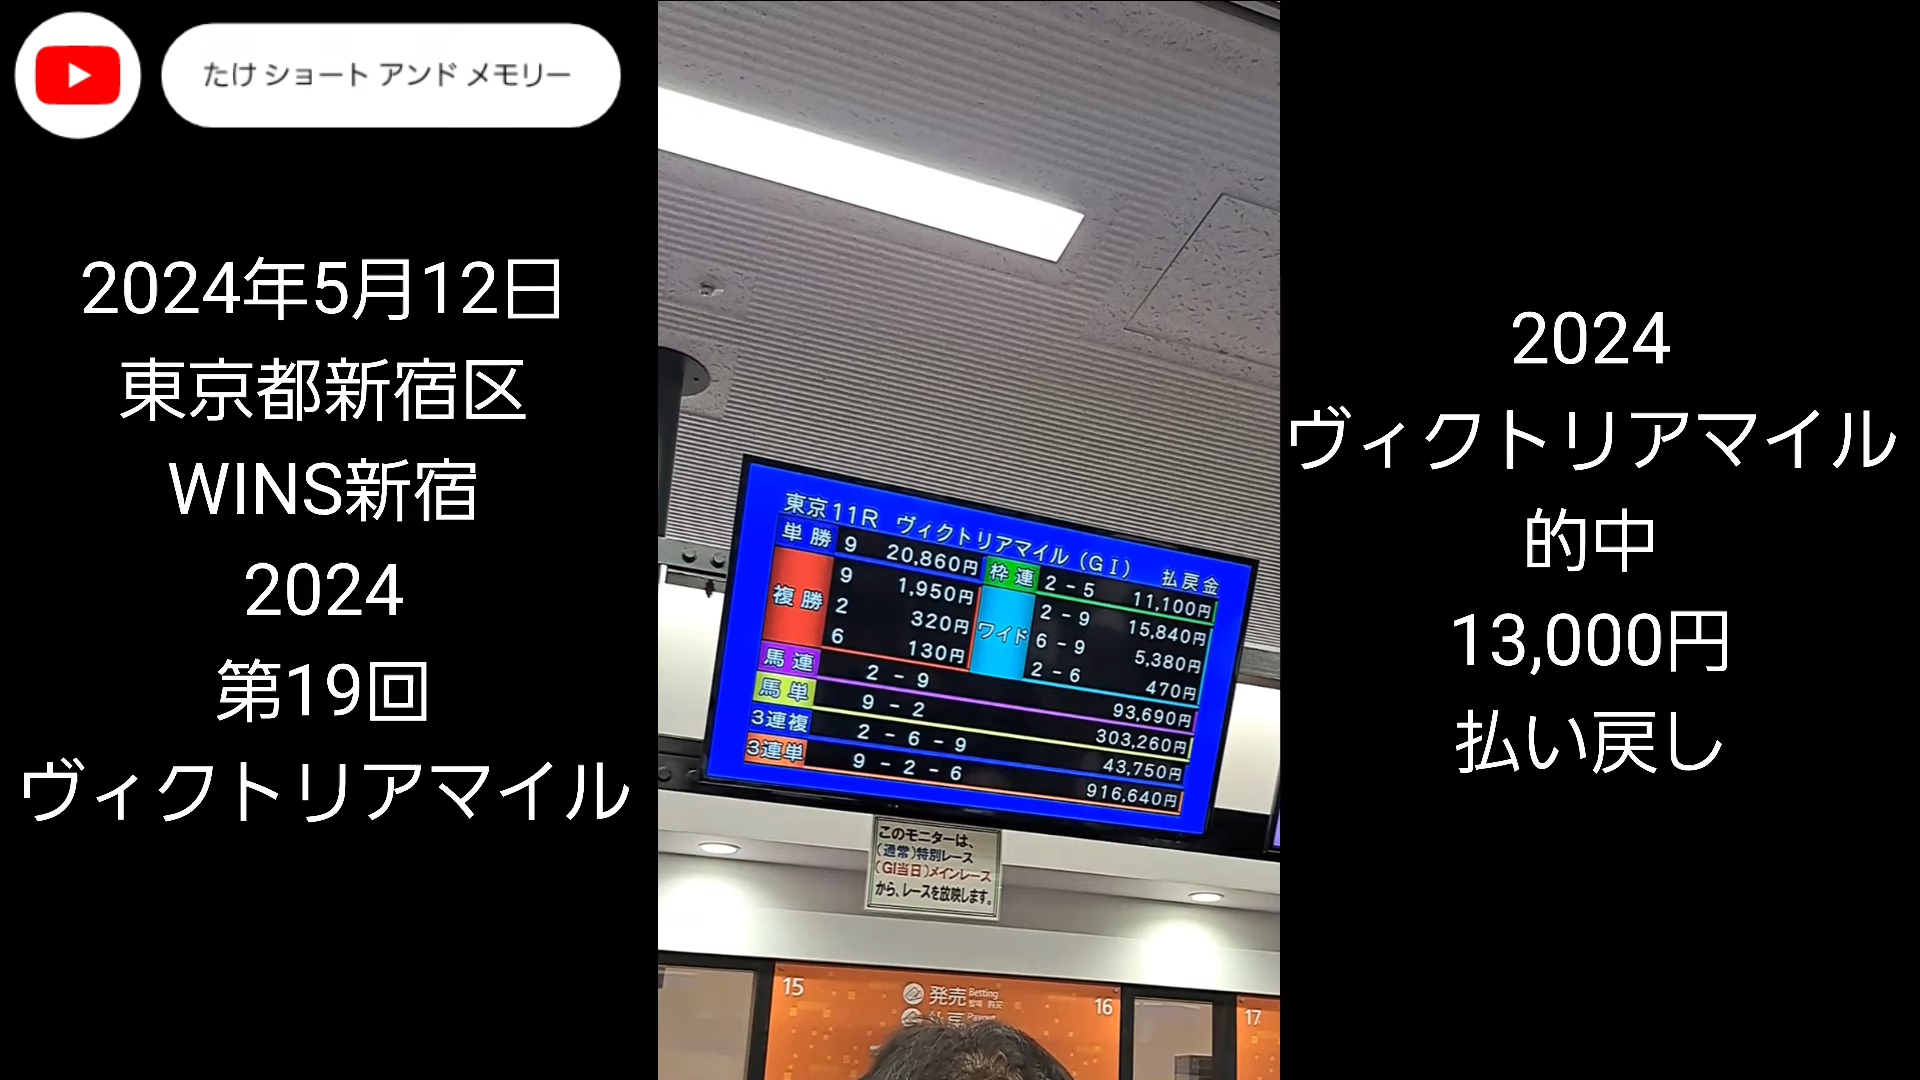 たけ ショート アンド メモリー
2024年5月12日
東京都新宿区
WINS新宿
2024
第19回
ヴィクトリアマイル
東京11R ヴィクトリアマイル(GⅠ) 払戻金
単勝 9 20,860円
複勝 9 1,950円
2 320円
6 130円
枠連 2-5 11,100円
ワイド 2-9 15,840円
6-9 5,380円
2-6 470円
馬連 2-9 93,690円
馬単 9-2 303,260円
3連複 2-6-9 43,750円
3連単 9-2-6 916,640円
このモニターは、
(通常)特別レース
(GI当日)メインレース
から、レースを放映します。
15
発売 Betting
払戻 Payout
16
17
2024
ヴィクトリアマイル
的中
13,000円
払い戻し